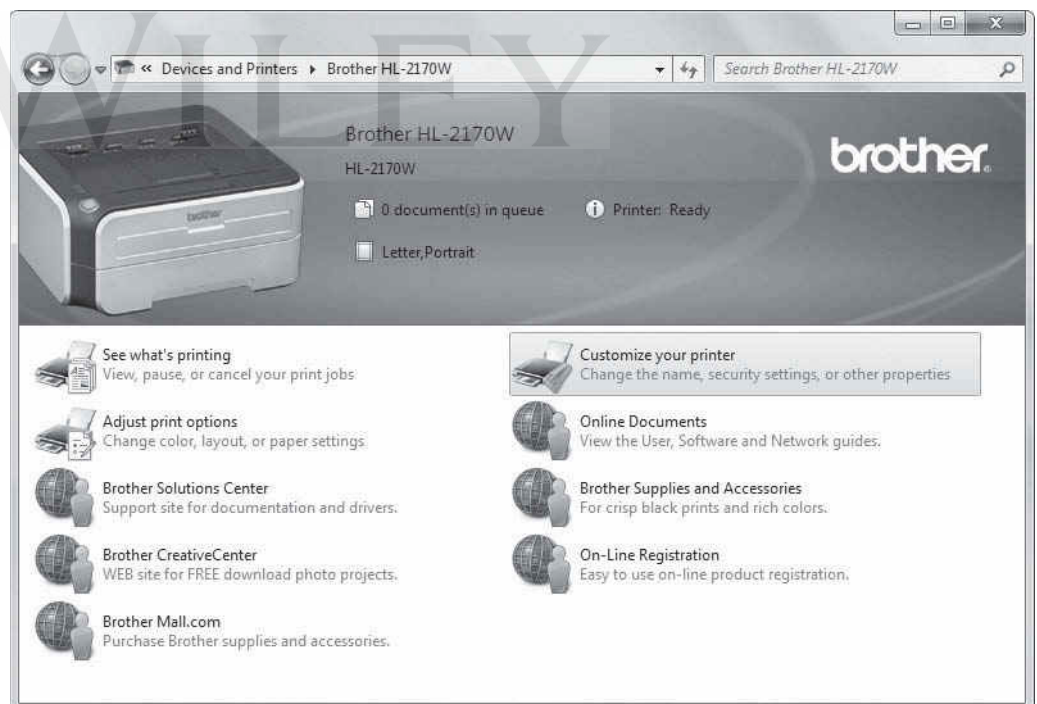 WILEY
« Devices and Printers ▸ Brother HL-2170W
Search Brother HL-2170W
Brother HL-2170W
HL-2170W
0 document(s) in queue
Printer: Ready
Letter,Portrait
brother
brother
See what's printing
View, pause, or cancel your print jobs
Customize your printer
Change the name, security settings, or other properties
Adjust print options
Change color, layout, or paper settings
Online Documents
View the User, Software and Network guides.
Brother Solutions Center
Support site for documentation and drivers.
Brother Supplies and Accessories
For crisp black prints and rich colors.
Brother CreativeCenter
WEB site for FREE download photo projects.
On-Line Registration
Easy to use on-line product registration.
Brother Mall.com
Purchase Brother supplies and accessories.